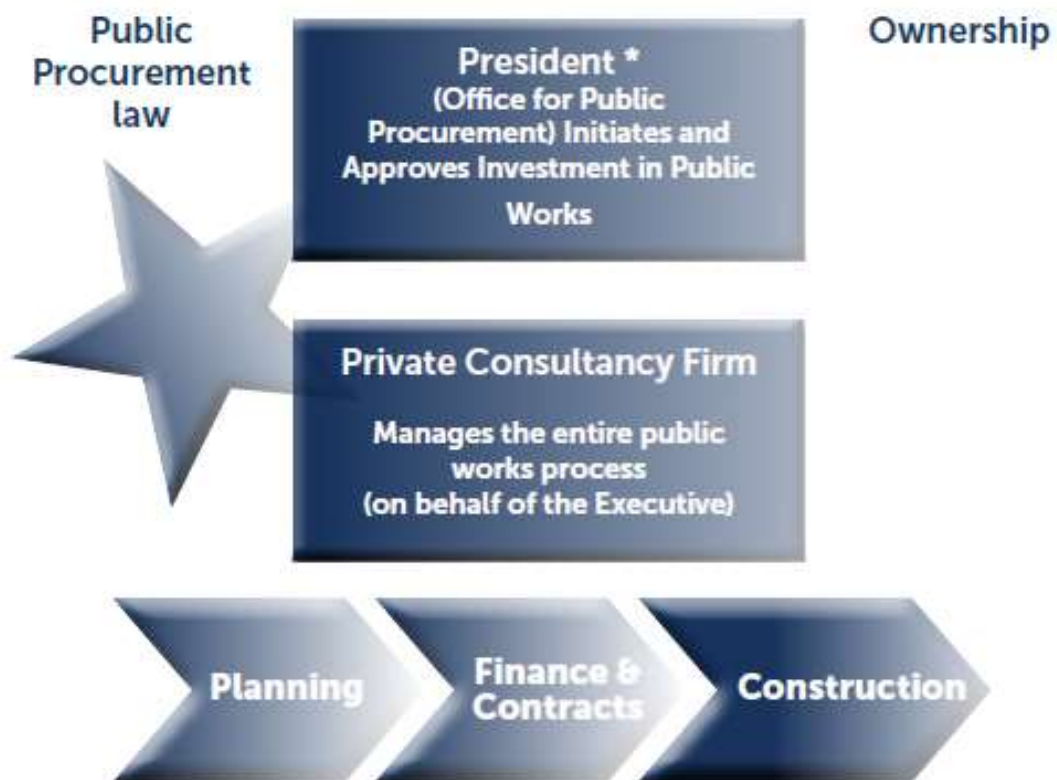 Public
Procurement
law
Ownership
President *
(Office for Public
Procurement) Initiates and
Approves Investment in Public
Works
Private Consultancy Firm
Manages the entire public
works process
(on behalf of the Executive)
Planning
Finance &
Contracts
Construction